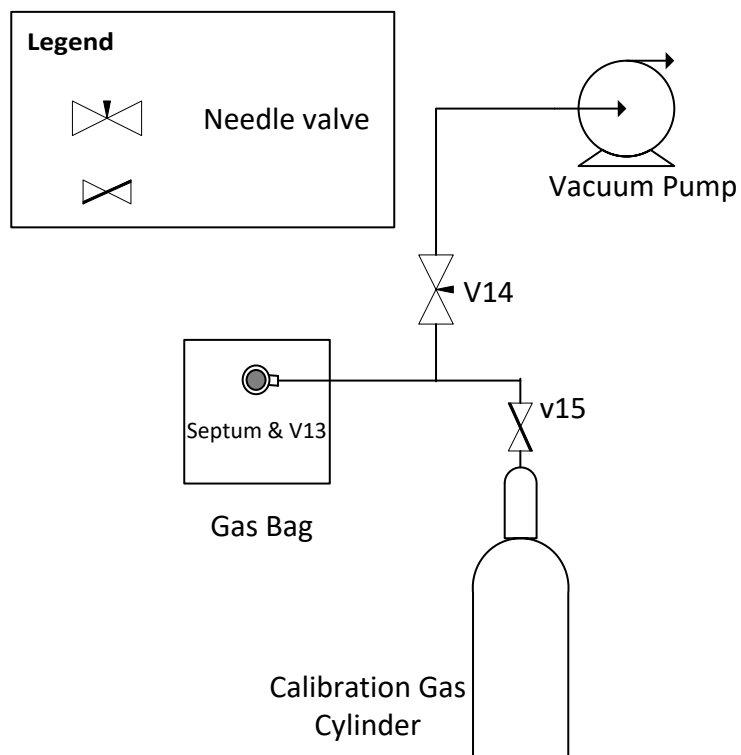 Legend
Needle valve
Vacuum Pump
V14
v15
Septum & V13
Gas Bag
Calibration Gas
Cylinder